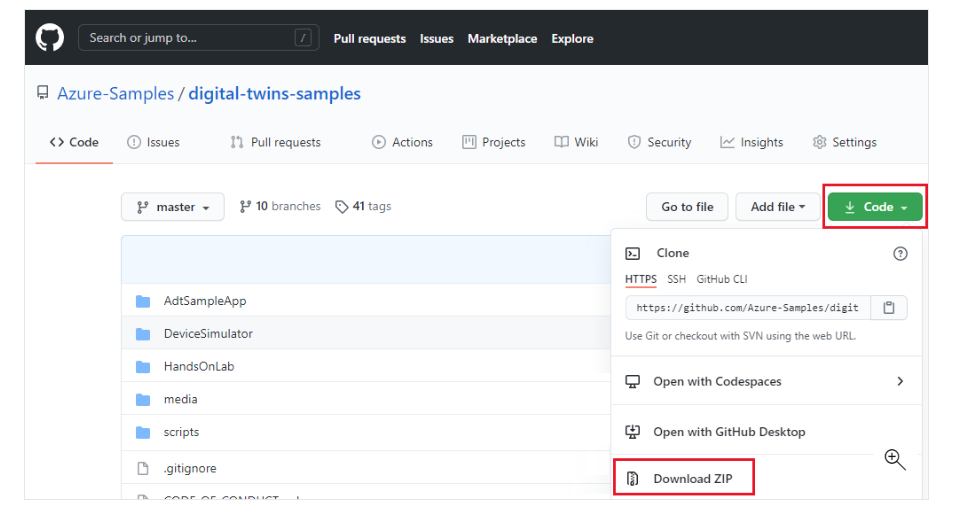 Search or jump to... /
Pull requests Issues Marketplace Explore
Azure-Samples / digital-twins-samples
<> Code Issues Pull requests Actions Projects Wiki Security Insights Settings
master 10 branches 41 tags Go to file Add file Code
Clone
HTTPS SSH GitHub CLI
https://github.com/Azure-Samples/digit
Use Git or checkout with SVN using the web URL.
Open with Codespaces
Open with GitHub Desktop
Download ZIP
AdtSampleApp
DeviceSimulator
HandsOnLab
media
scripts
.gitignore